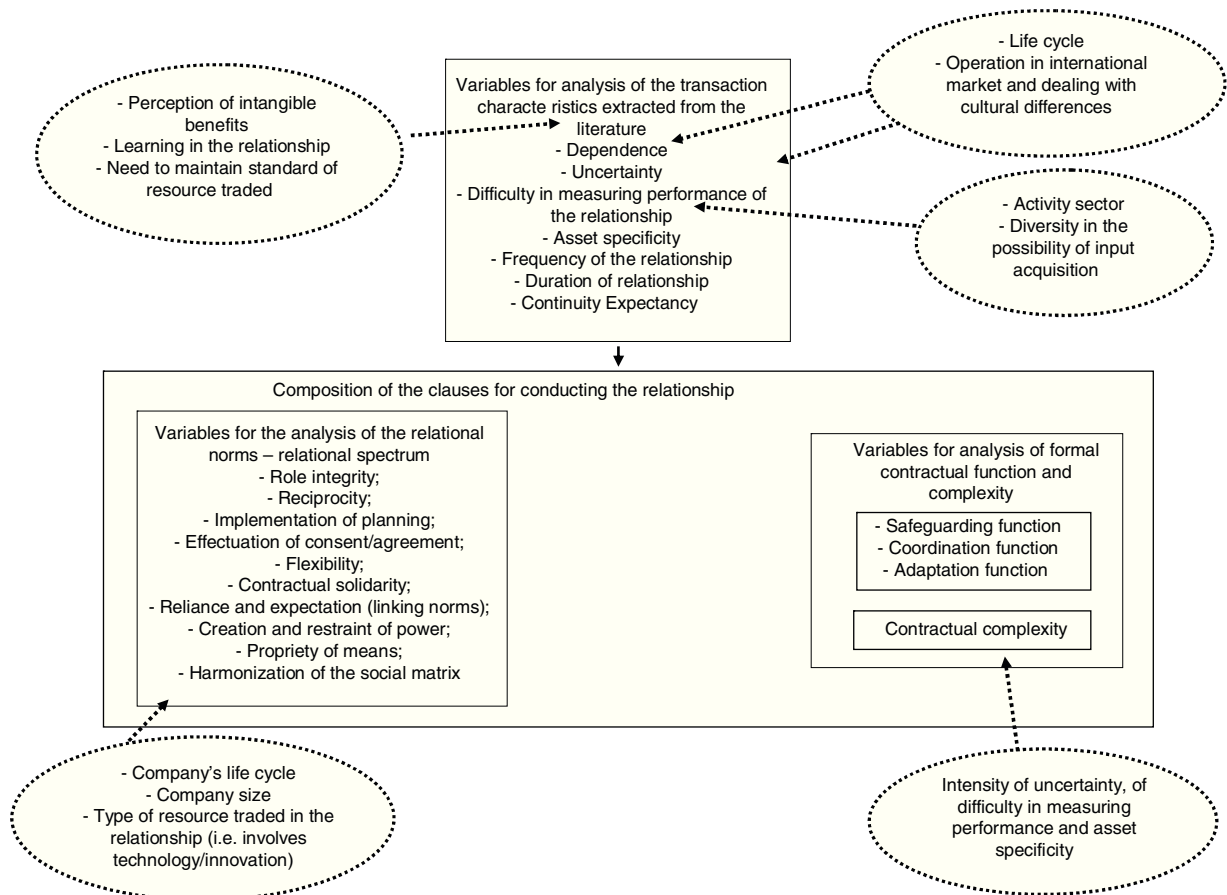 - Perception of intangible
benefits
- Learning in the relationship
- Need to maintain standard of
resource traded
Variables for analysis of the transaction
characte ristics extracted from the
literature
- Dependence
- Uncertainty
- Difficulty in measuring performance of
the relationship
- Asset specificity
- Frequency of the relationship
- Duration of relationship
- Continuity Expectancy
- Life cycle
- Operation in international
market and dealing with
cultural differences
- Activity sector
- Diversity in the
possibility of input
acquisition
Composition of the clauses for conducting the relationship
Variables for the analysis of the relational
norms – relational spectrum
- Role integrity;
- Reciprocity;
- Implementation of planning;
- Effectuation of consent/agreement;
- Flexibility;
- Contractual solidarity;
- Reliance and expectation (linking norms);
- Creation and restraint of power;
- Propriety of means;
- Harmonization of the social matrix
Variables for analysis of formal
contractual function and
complexity
- Safeguarding function
- Coordination function
- Adaptation function
Contractual complexity
- Company's life cycle
- Company size
- Type of resource traded in the
relationship (i.e. involves
technology/innovation)
Intensity of uncertainty, of
difficulty in measuring
performance and asset
specificity